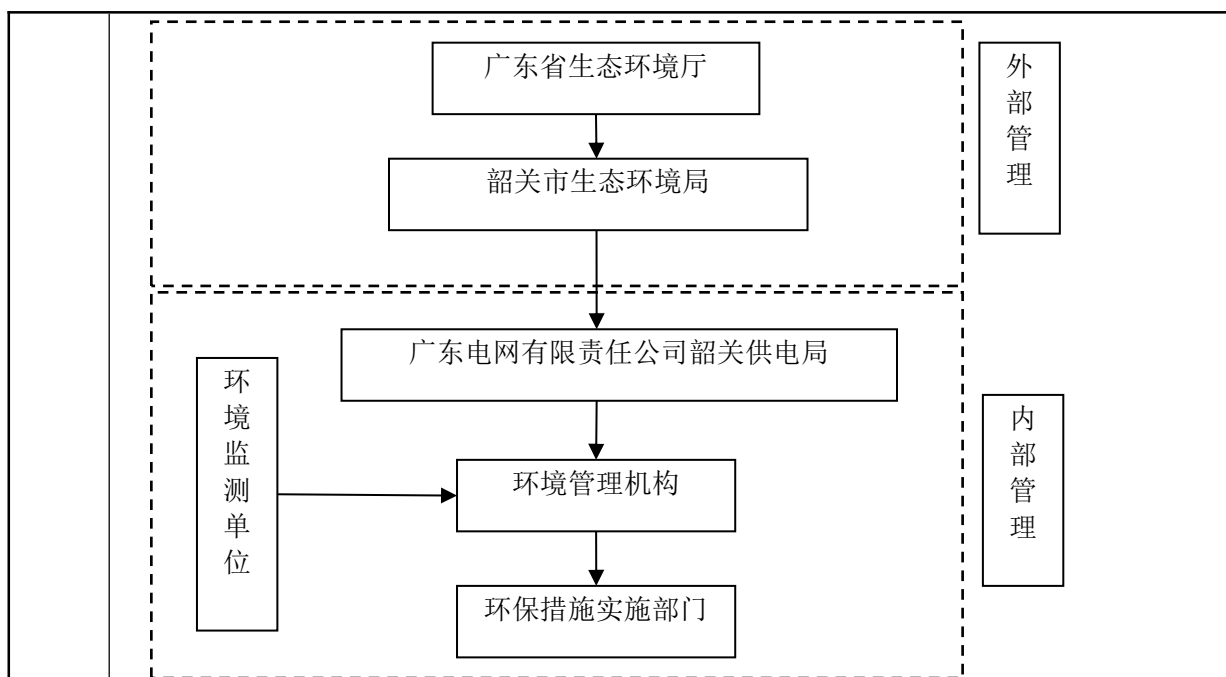 广东省生态环境厅
外部管理
韶关市生态环境局
广东电网有限责任公司韶关供电局
环境监测单位
内部管理
环境管理机构
环保措施实施部门